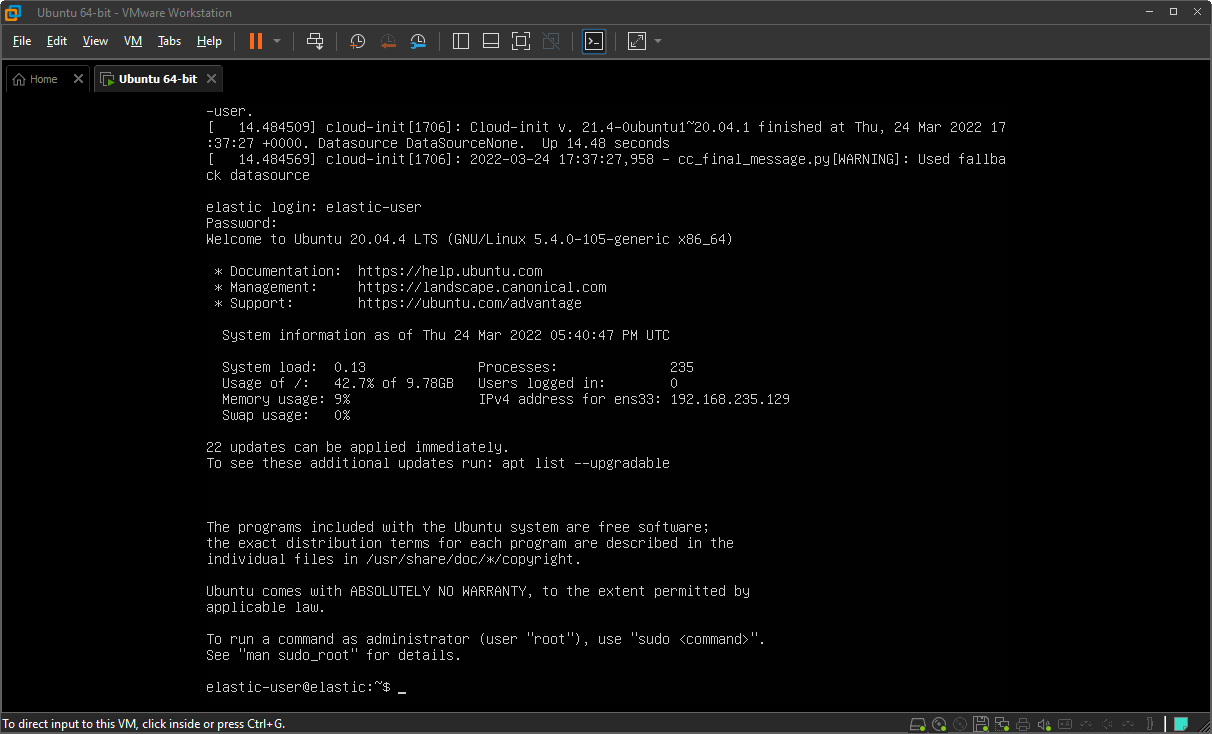 Ubuntu 64-bit - VMware Workstation
File Edit View VM Tabs Help
Home Ubuntu 64-bit
-user.
[   14.484509] cloud-init[1706]: Cloud-init v. 21.4-0ubuntu1~20.04.1 finished at Thu, 24 Mar 2022 17
:37:27 +0000. Datasource DataSourceNone.  Up 14.48 seconds
[   14.484569] cloud-init[1706]: 2022-03-24 17:37:27,958 - cc_final_message.py[WARNING]: Used fallba
ck datasource
elastic login: elastic-user
Password:
Welcome to Ubuntu 20.04.4 LTS (GNU/Linux 5.4.0-105-generic x86_64)
 * Documentation:  https://help.ubuntu.com
 * Management:     https://landscape.canonical.com
 * Support:        https://ubuntu.com/advantage
  System information as of Thu 24 Mar 2022 05:40:47 PM UTC
  System load:  0.13              Processes:              235
  Usage of /:   42.7% of 9.78GB   Users logged in:        0
  Memory usage: 9%                IPv4 address for ens33: 192.168.235.129
  Swap usage:   0%
22 updates can be applied immediately.
To see these additional updates run: apt list --upgradable
The programs included with the Ubuntu system are free software;
the exact distribution terms for each program are described in the
individual files in /usr/share/doc/*/copyright.
Ubuntu comes with ABSOLUTELY NO WARRANTY, to the extent permitted by
applicable law.
To run a command as administrator (user "root"), use "sudo <command>".
See "man sudo_root" for details.
elastic-user@elastic:~$ _
To direct input to this VM, click inside or press Ctrl+G.